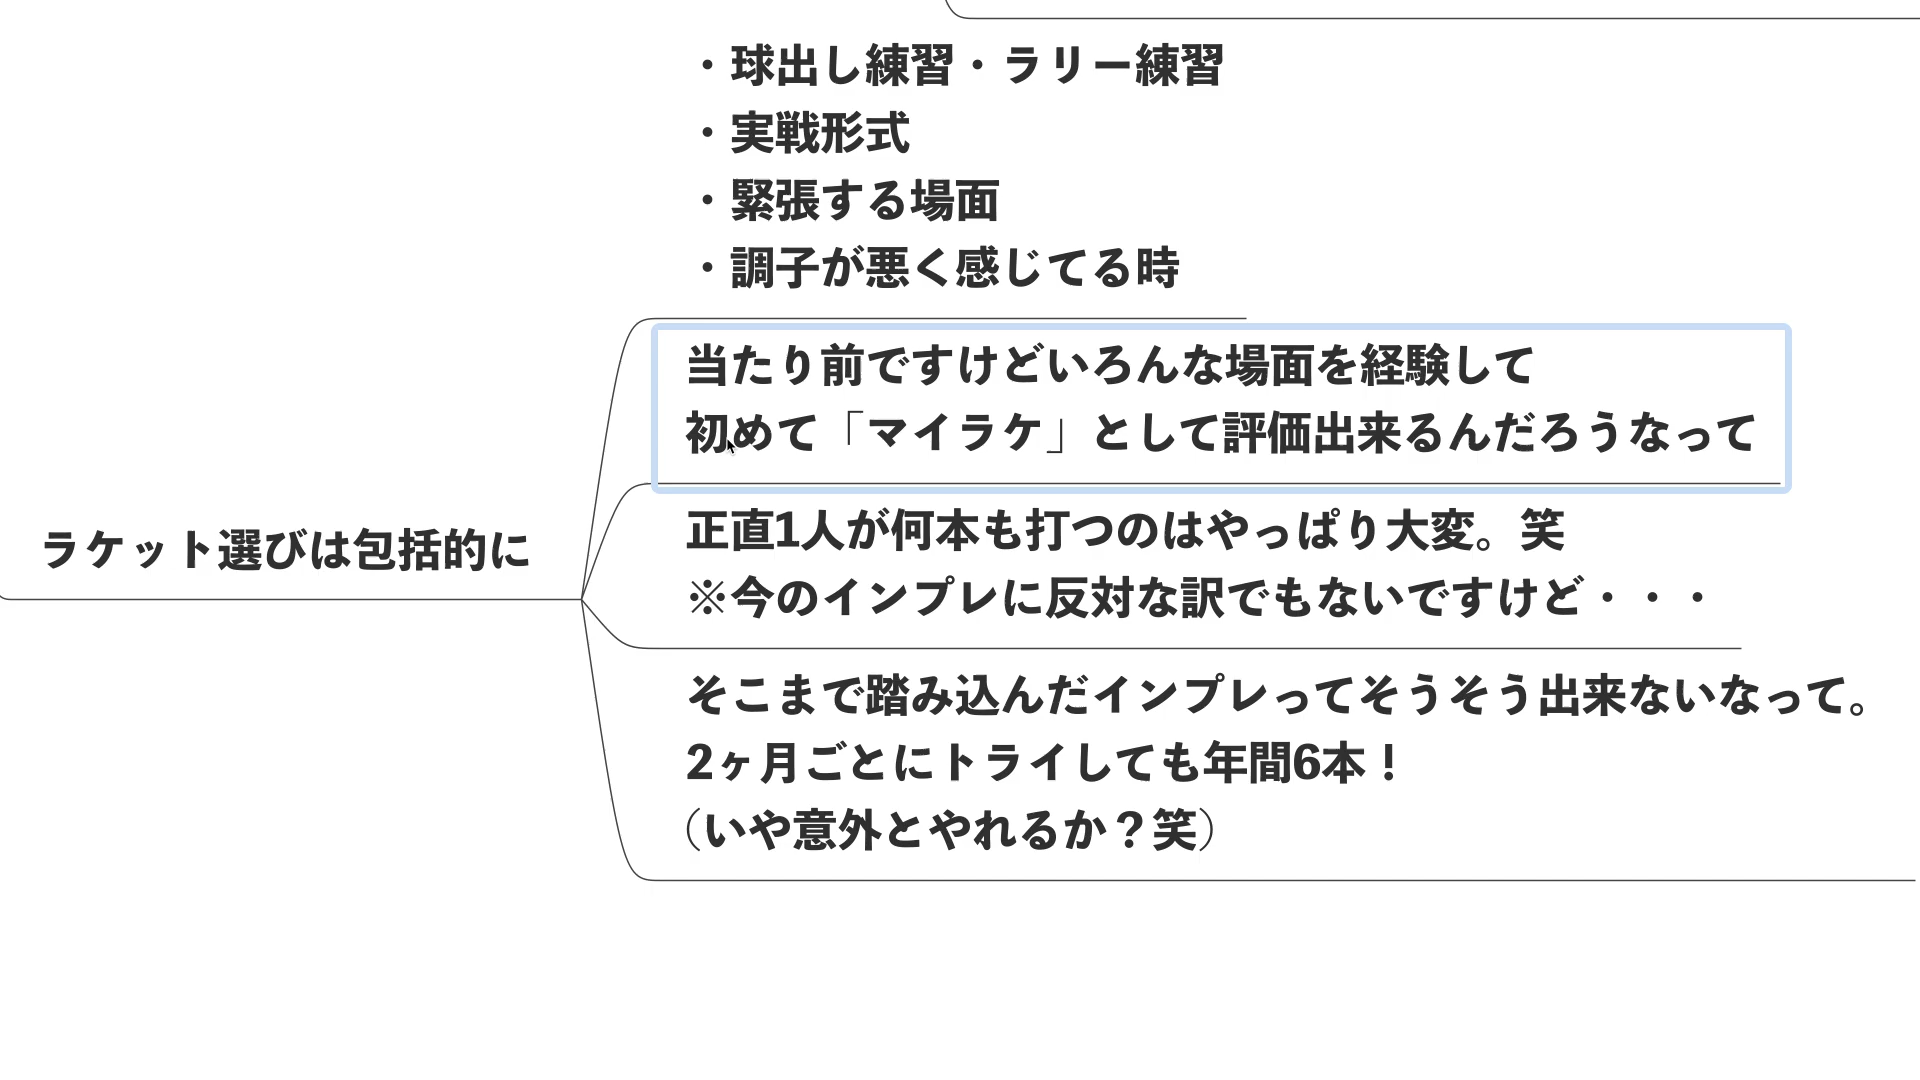 ・球出し練習・ラリー練習
・実戦形式
・緊張する場面
・調子が悪く感じてる時
当たり前ですけどいろんな場面を経験して
初めて「マイラケ」として評価出来るんだろうなって
ラケット選びは包括的に
正直1人が何本も打つのはやっぱり大変。笑
※今のインプレに反対な訳でもないですけど・・・
そこまで踏み込んだインプレってそうそう出来ないなって。
2ヶ月ごとにトライしても年間6本！
（いや意外とやれるか？笑）